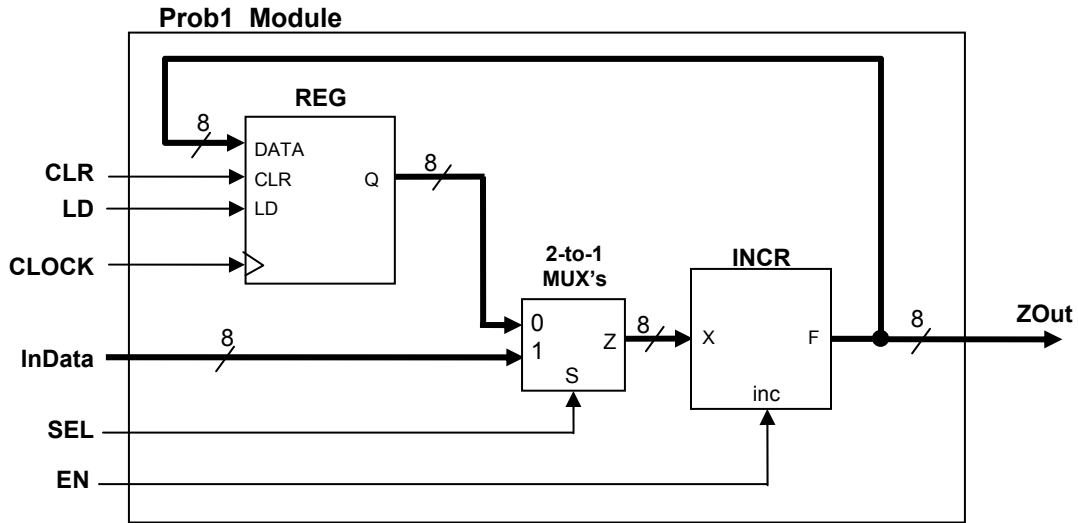 Prob1 Module
REG
8
DATA
CLR
CLR
Q
8
LD
LD
CLOCK
2-to-1
MUX's
INCR
0
1
Z
S
8
X
F
inc
8
ZOut
InData
8
SEL
EN